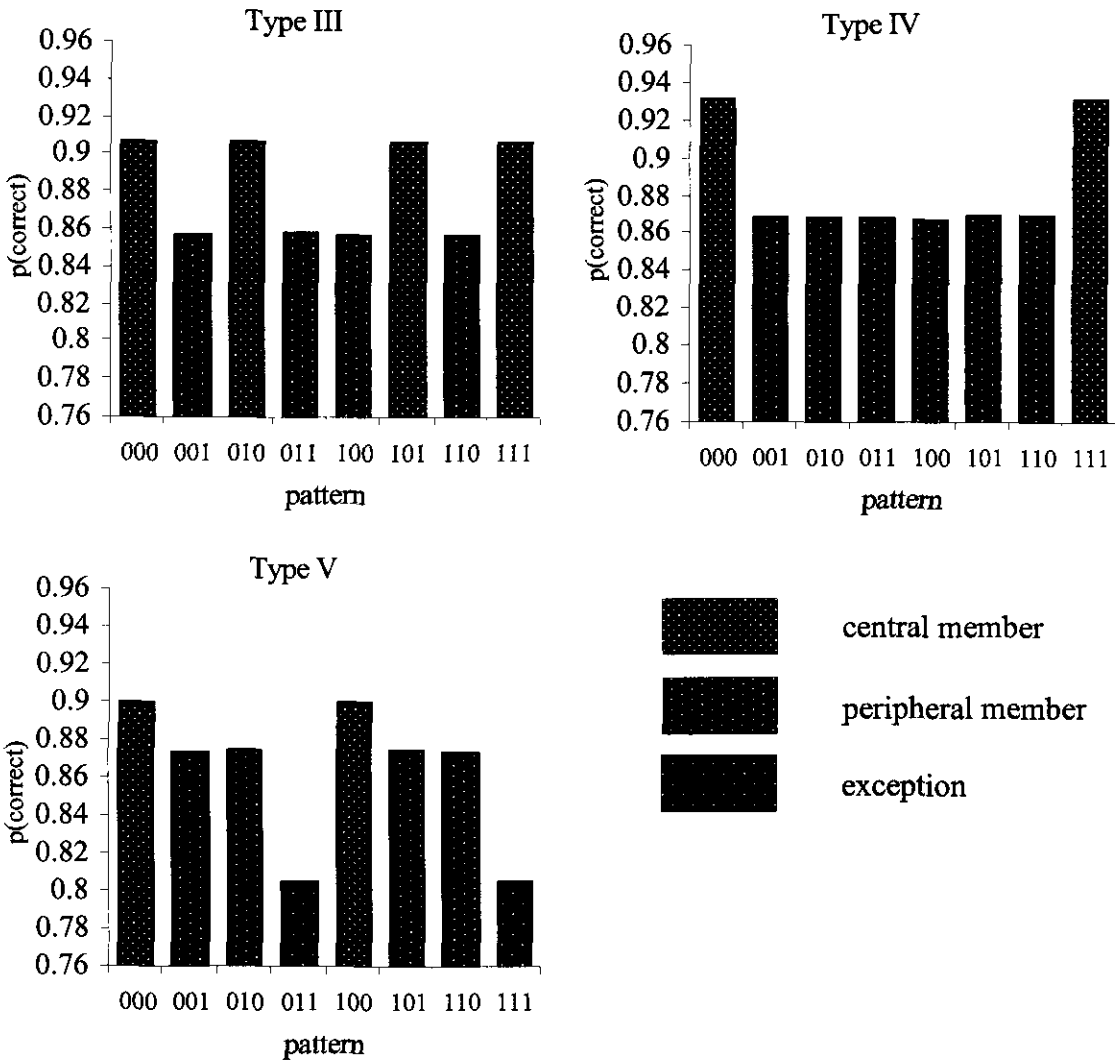 Type III
0.96
0.94
0.92
0.9
0.88
0.86
0.84
0.82
0.8
0.78
0.76
p(correct)
000 001 010 011 100 101 110 111
pattern
Type IV
0.96
0.94
0.92
0.9
0.88
0.86
0.84
0.82
0.8
0.78
0.76
p(correct)
000 001 010 011 100 101 110 111
pattern
Type V
0.96
0.94
0.92
0.9
0.88
0.86
0.84
0.82
0.8
0.78
0.76
p(correct)
000 001 010 011 100 101 110 111
pattern
central member
peripheral member
exception